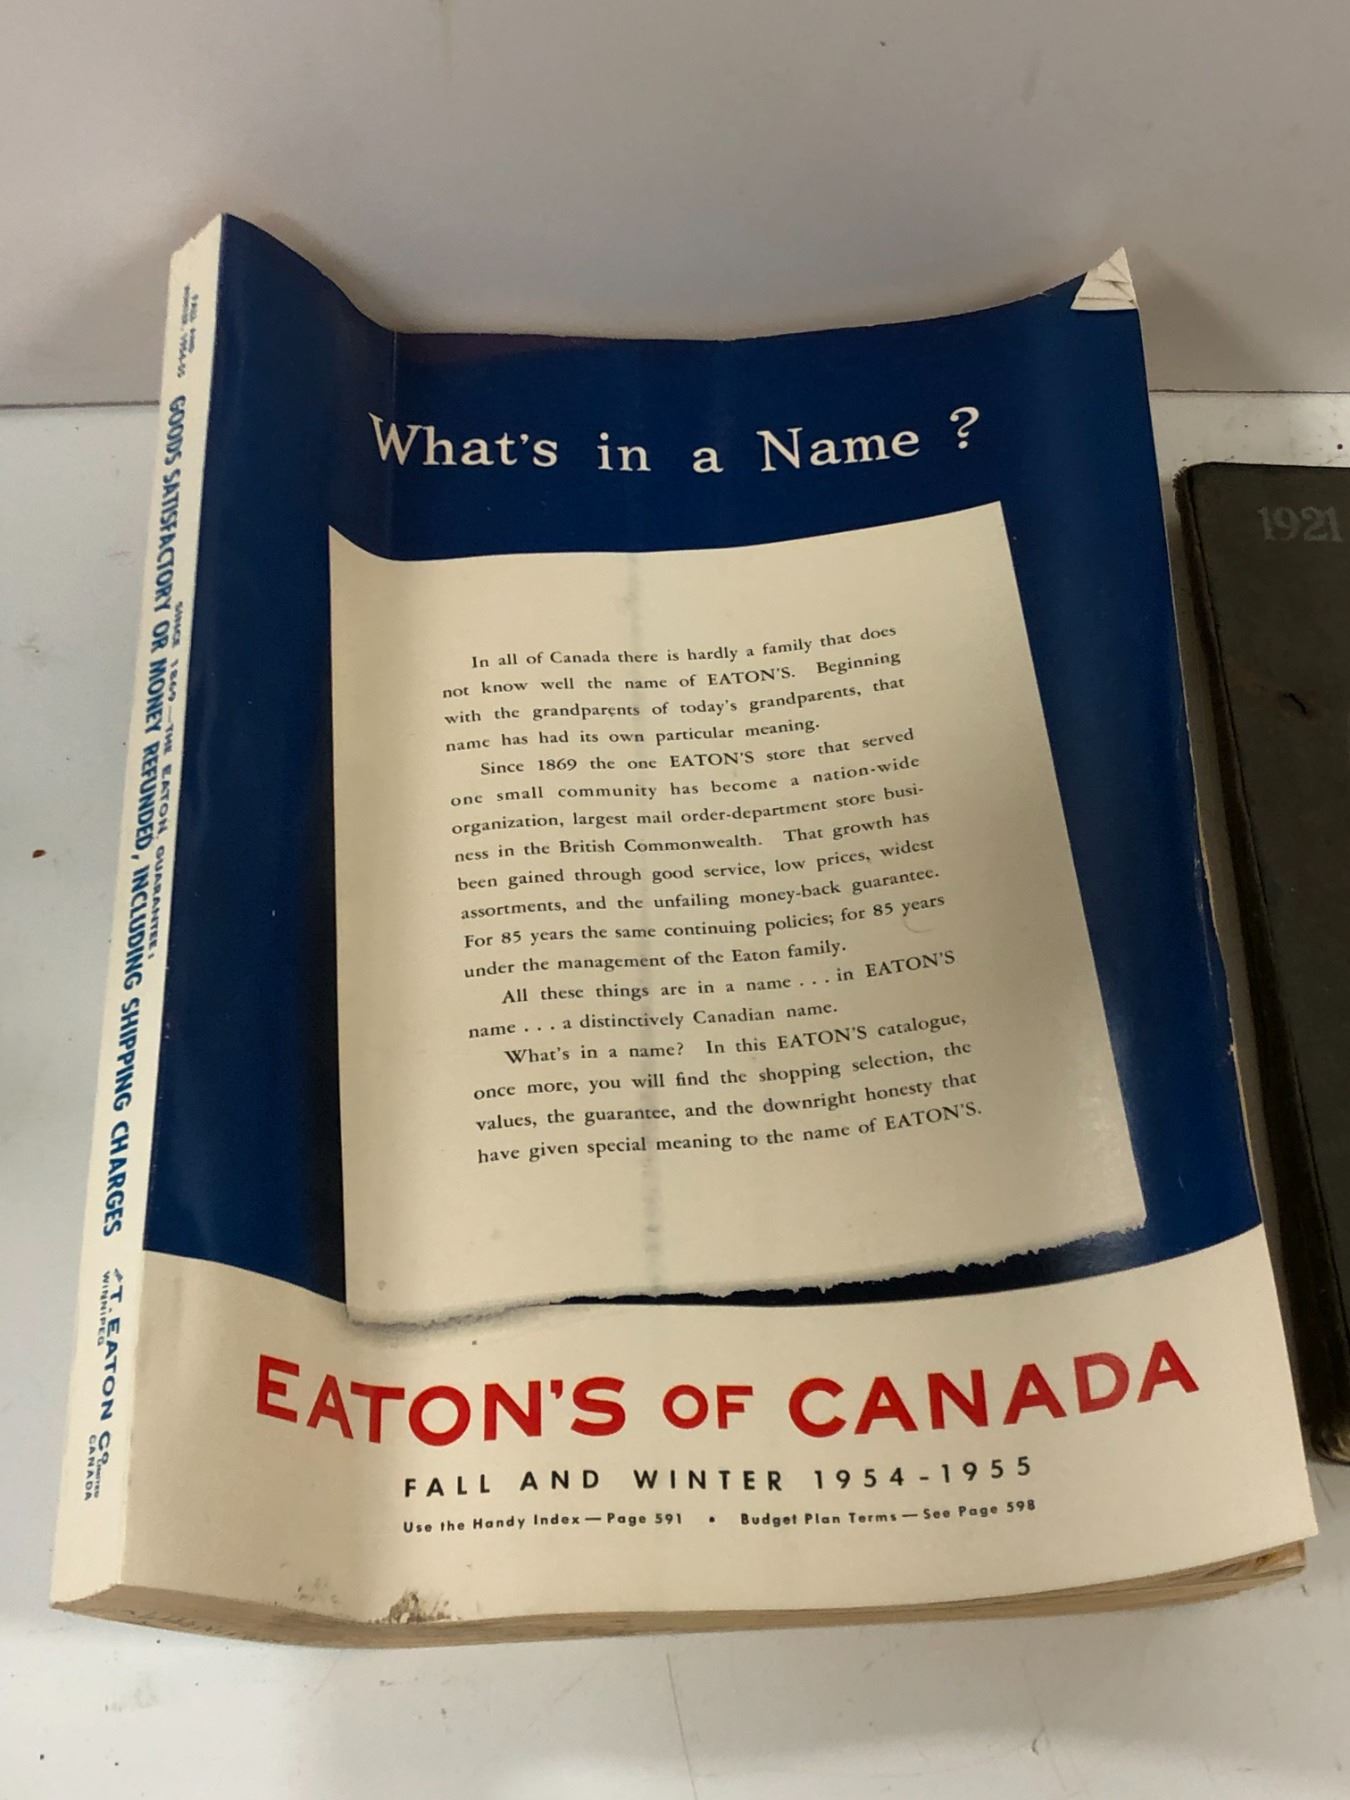 FALL AND
WINTER, 1954-55
SINCE 1869—THE EATON GUARANTEE:
GOODS SATISFACTORY OR MONEY REFUNDED, INCLUDING SHIPPING CHARGES
T. EATON CO
LIMITED
WINNIPEG
CANADA
What's in a Name ?
In all of Canada there is hardly a family that does
not know well the name of EATON'S. Beginning
with the grandparents of today's grandparents, that
name has had its own particular meaning.
Since 1869 the one EATON'S store that served
one small community has become a nation-wide
organization, largest mail order-department store busi-
ness in the British Commonwealth. That growth has
been gained through good service, low prices, widest
assortments, and the unfailing money-back guarantee.
For 85 years the same continuing policies; for 85 years
under the management of the Eaton family.
All these things are in a name . . . in EATON'S
name . . . a distinctively Canadian name.
What's in a name? In this EATON'S catalogue,
once more, you will find the shopping selection, the
values, the guarantee, and the downright honesty that
have given special meaning to the name of EATON'S.
EATON'S OF CANADA
FALL AND WINTER 1954-1955
Use the Handy Index—Page 591 • Budget Plan Terms—See Page 598
1921